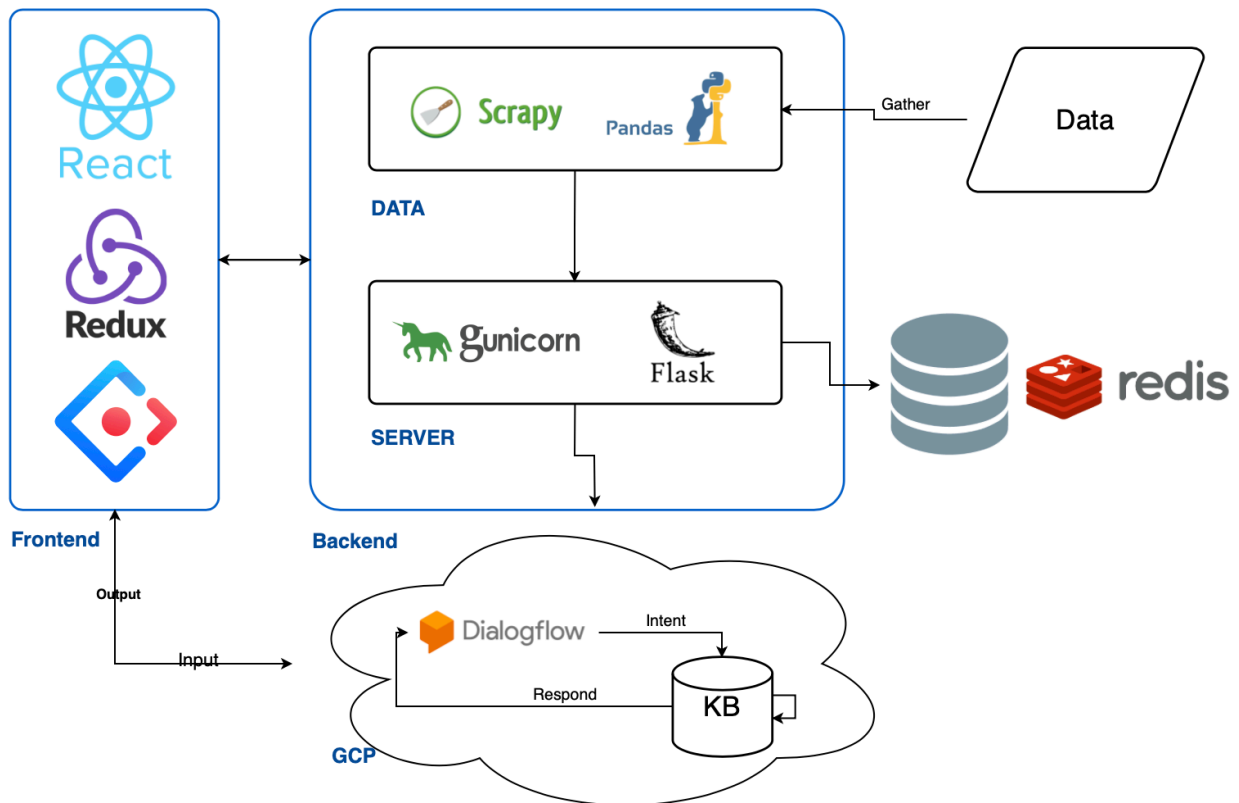 React
Redux
Frontend
Scrapy
Pandas
DATA
gunicorn
Flask
SERVER
Backend
Gather
Data
redis
Output
Input
Dialogflow
Intent
Respond
KB
GCP